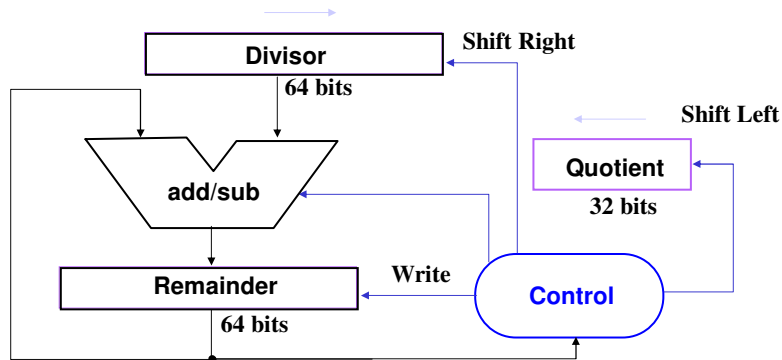 Shift Right
Divisor
64 bits
Shift Left
Quotient
add/sub
32 bits
Write
Remainder
Control
64 bits